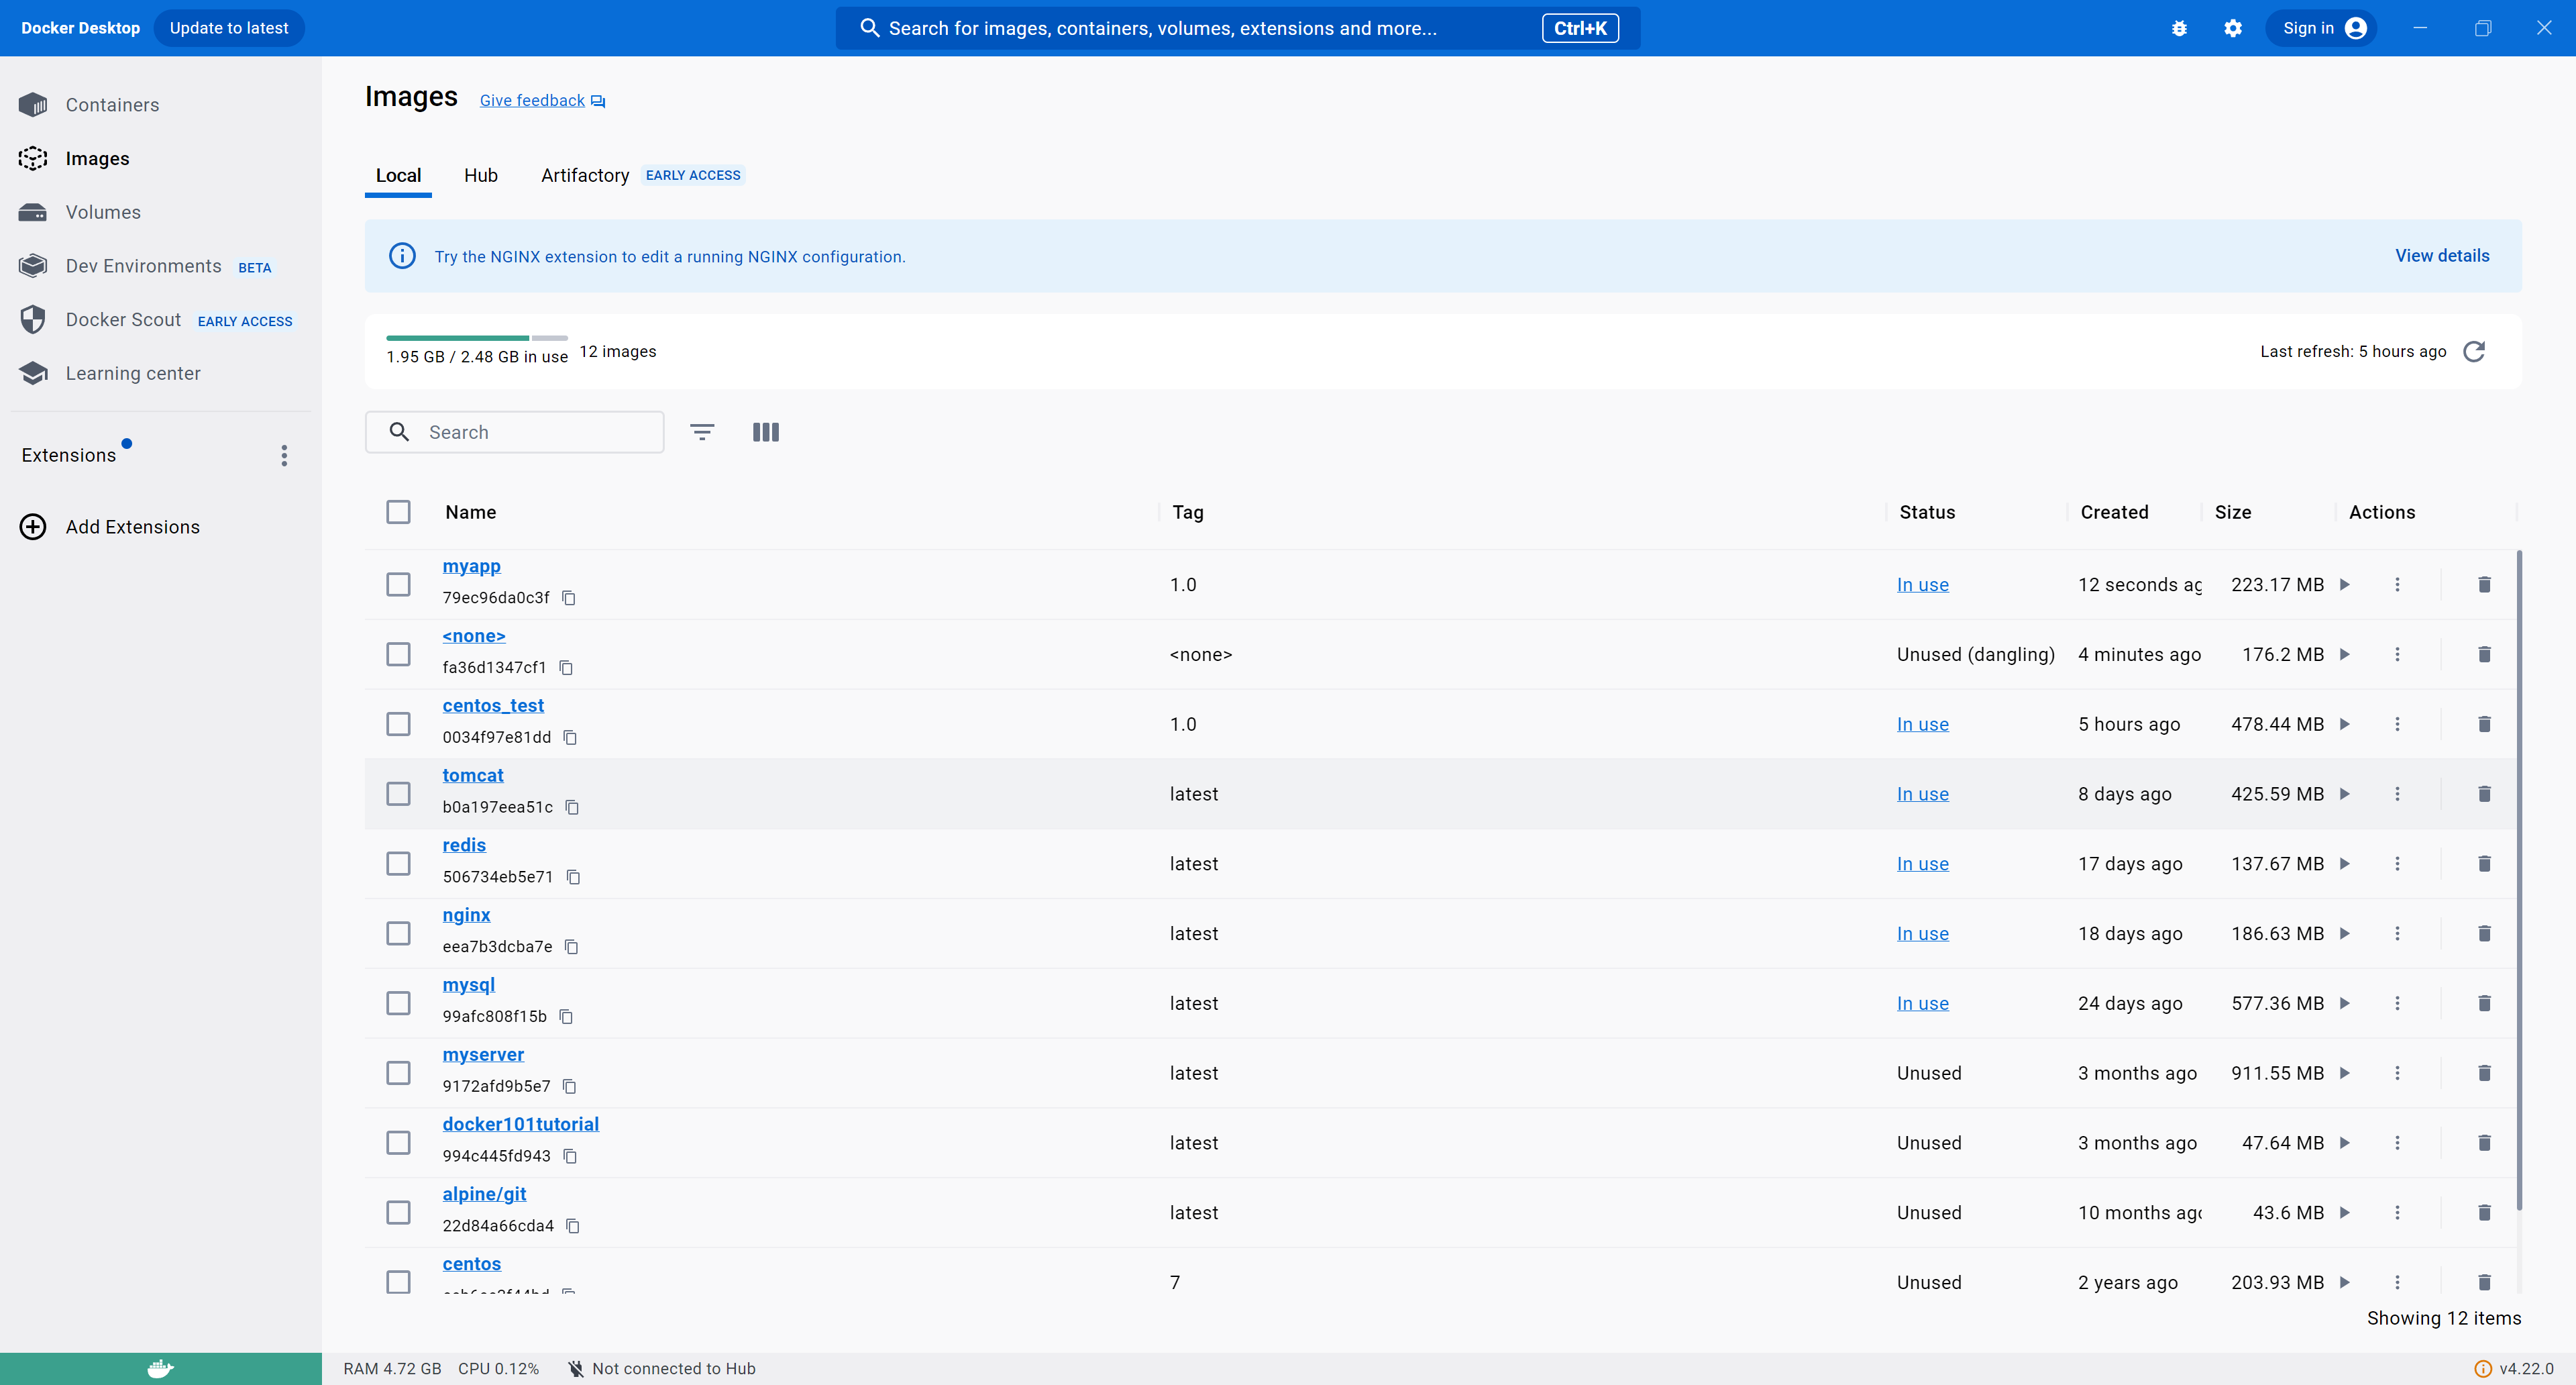 Docker Desktop Update to latest Search for images, containers, volumes, extensions and more... Ctrl+K Sign in
Containers
Images
Volumes
Dev Environments BETA
Docker Scout EARLY ACCESS
Learning center
Extensions
Add Extensions
Images Give feedback
Local Hub Artifactory EARLY ACCESS
Try the NGINX extension to edit a running NGINX configuration. View details
1.95 GB / 2.48 GB in use 12 images Last refresh: 5 hours ago
Search
Name Tag Status Created Size Actions
myapp
79ec96da0c3f 1.0 In use 12 seconds ag 223.17 MB
<none>
fa36d1347cf1 <none> Unused (dangling) 4 minutes ago 176.2 MB
centos_test
0034f97e81dd 1.0 In use 5 hours ago 478.44 MB
tomcat
b0a197eea51c latest In use 8 days ago 425.59 MB
redis
506734eb5e71 latest In use 17 days ago 137.67 MB
nginx
eea7b3dcba7e latest In use 18 days ago 186.63 MB
mysql
99afc808f15b latest In use 24 days ago 577.36 MB
myserver
9172afd9b5e7 latest Unused 3 months ago 911.55 MB
docker101tutorial
994c445fd943 latest Unused 3 months ago 47.64 MB
alpine/git
22d84a66cda4 latest Unused 10 months ago 43.6 MB
centos
7 Unused 2 years ago 203.93 MB
Showing 12 items
RAM 4.72 GB CPU 0.12% Not connected to Hub v4.22.0